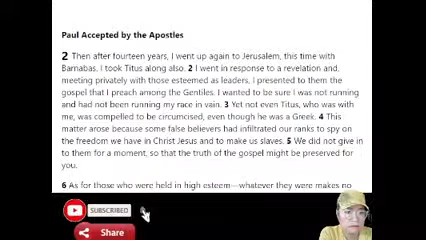 Paul Accepted by the Apostles
2 Then after fourteen years, I went up again to Jerusalem, this time with
Barnabas. I took Titus along also. 2 I went in response to a revelation and,
meeting privately with those esteemed as leaders, I presented to them the
gospel that I preach among the Gentiles. I wanted to be sure I was not running
and had not been running my race in vain. 3 Yet not even Titus, who was with
me, was compelled to be circumcised, even though he was a Greek. 4 This
matter arose because some false believers had infiltrated our ranks to spy on
the freedom we have in Christ Jesus and to make us slaves. 5 We did not give in
to them for a moment, so that the truth of the gospel might be preserved for
you.
6 As for those who were held in high esteem—whatever they were makes no
SUBSCRIBED
Share